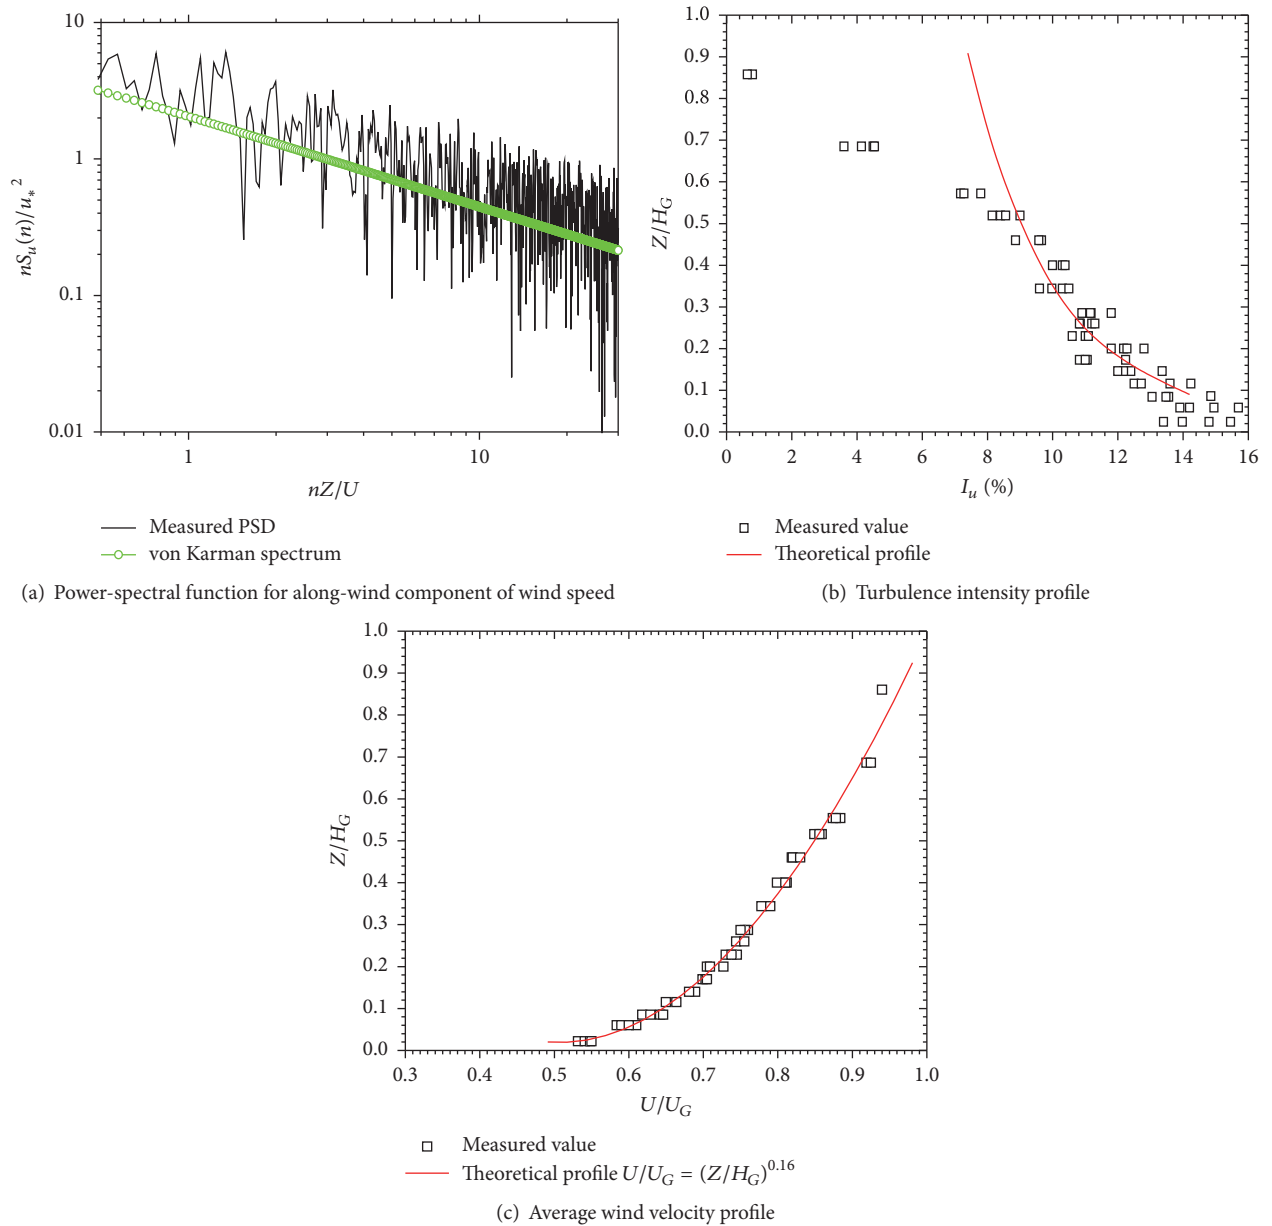 10
1
0.1
0.01
nS_u(n)/u_*^2
1
10
nZ/U
Measured PSD
von Karman spectrum
(a) Power-spectral function for along-wind component of wind speed
1.0
0.9
0.8
0.7
0.6
0.5
0.4
0.3
0.2
0.1
0.0
Z/H_G
0 2 4 6 8 10 12 14 16
I_u (%)
Measured value
Theoretical profile
(b) Turbulence intensity profile
1.0
0.9
0.8
0.7
0.6
0.5
0.4
0.3
0.2
0.1
0.0
Z/H_G
0.3 0.4 0.5 0.6 0.7 0.8 0.9 1.0
U/U_G
Measured value
Theoretical profile U/U_G = (Z/H_G)^0.16
(c) Average wind velocity profile